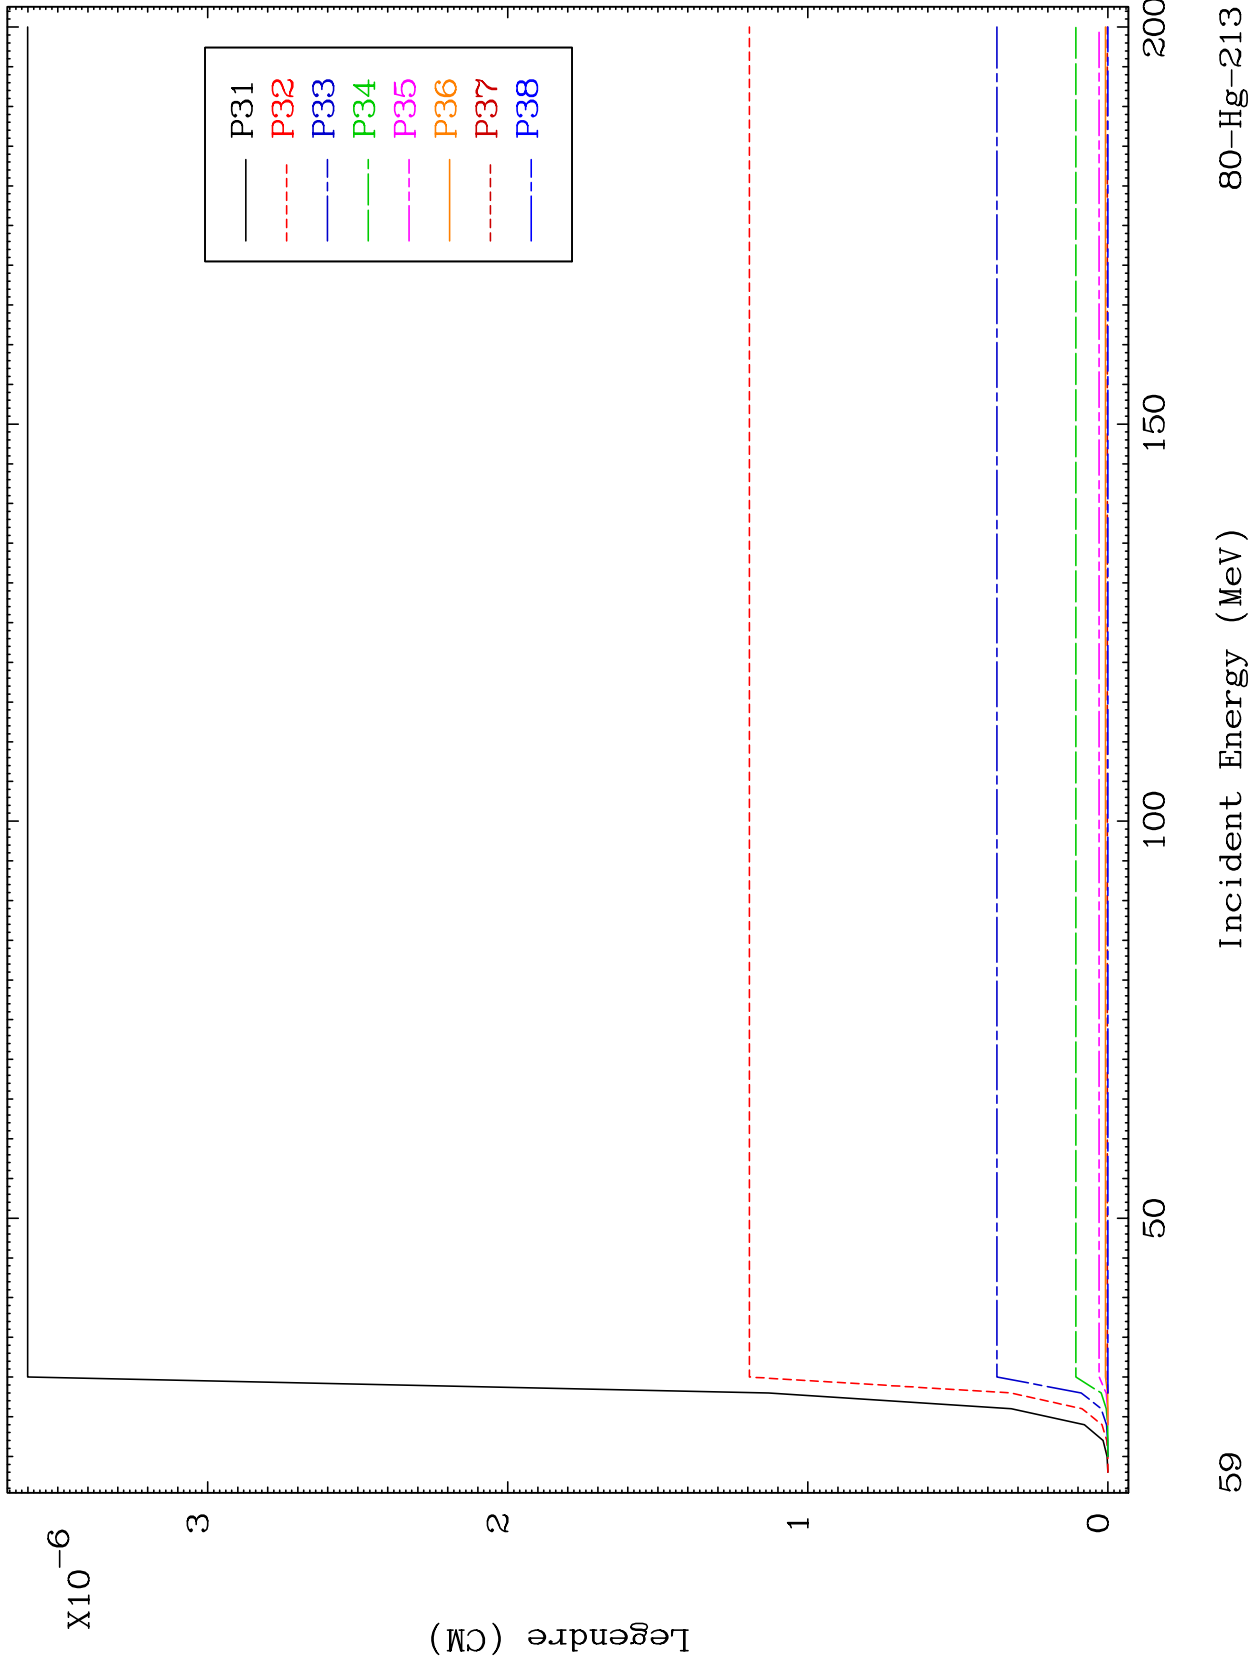 X10-6
Legendre (CM)
3
2
1
0
P31
P32
P33
P34
P35
P36
P37
P38
50
100
150
200
Incident Energy (MeV)
59
80-Hg-213